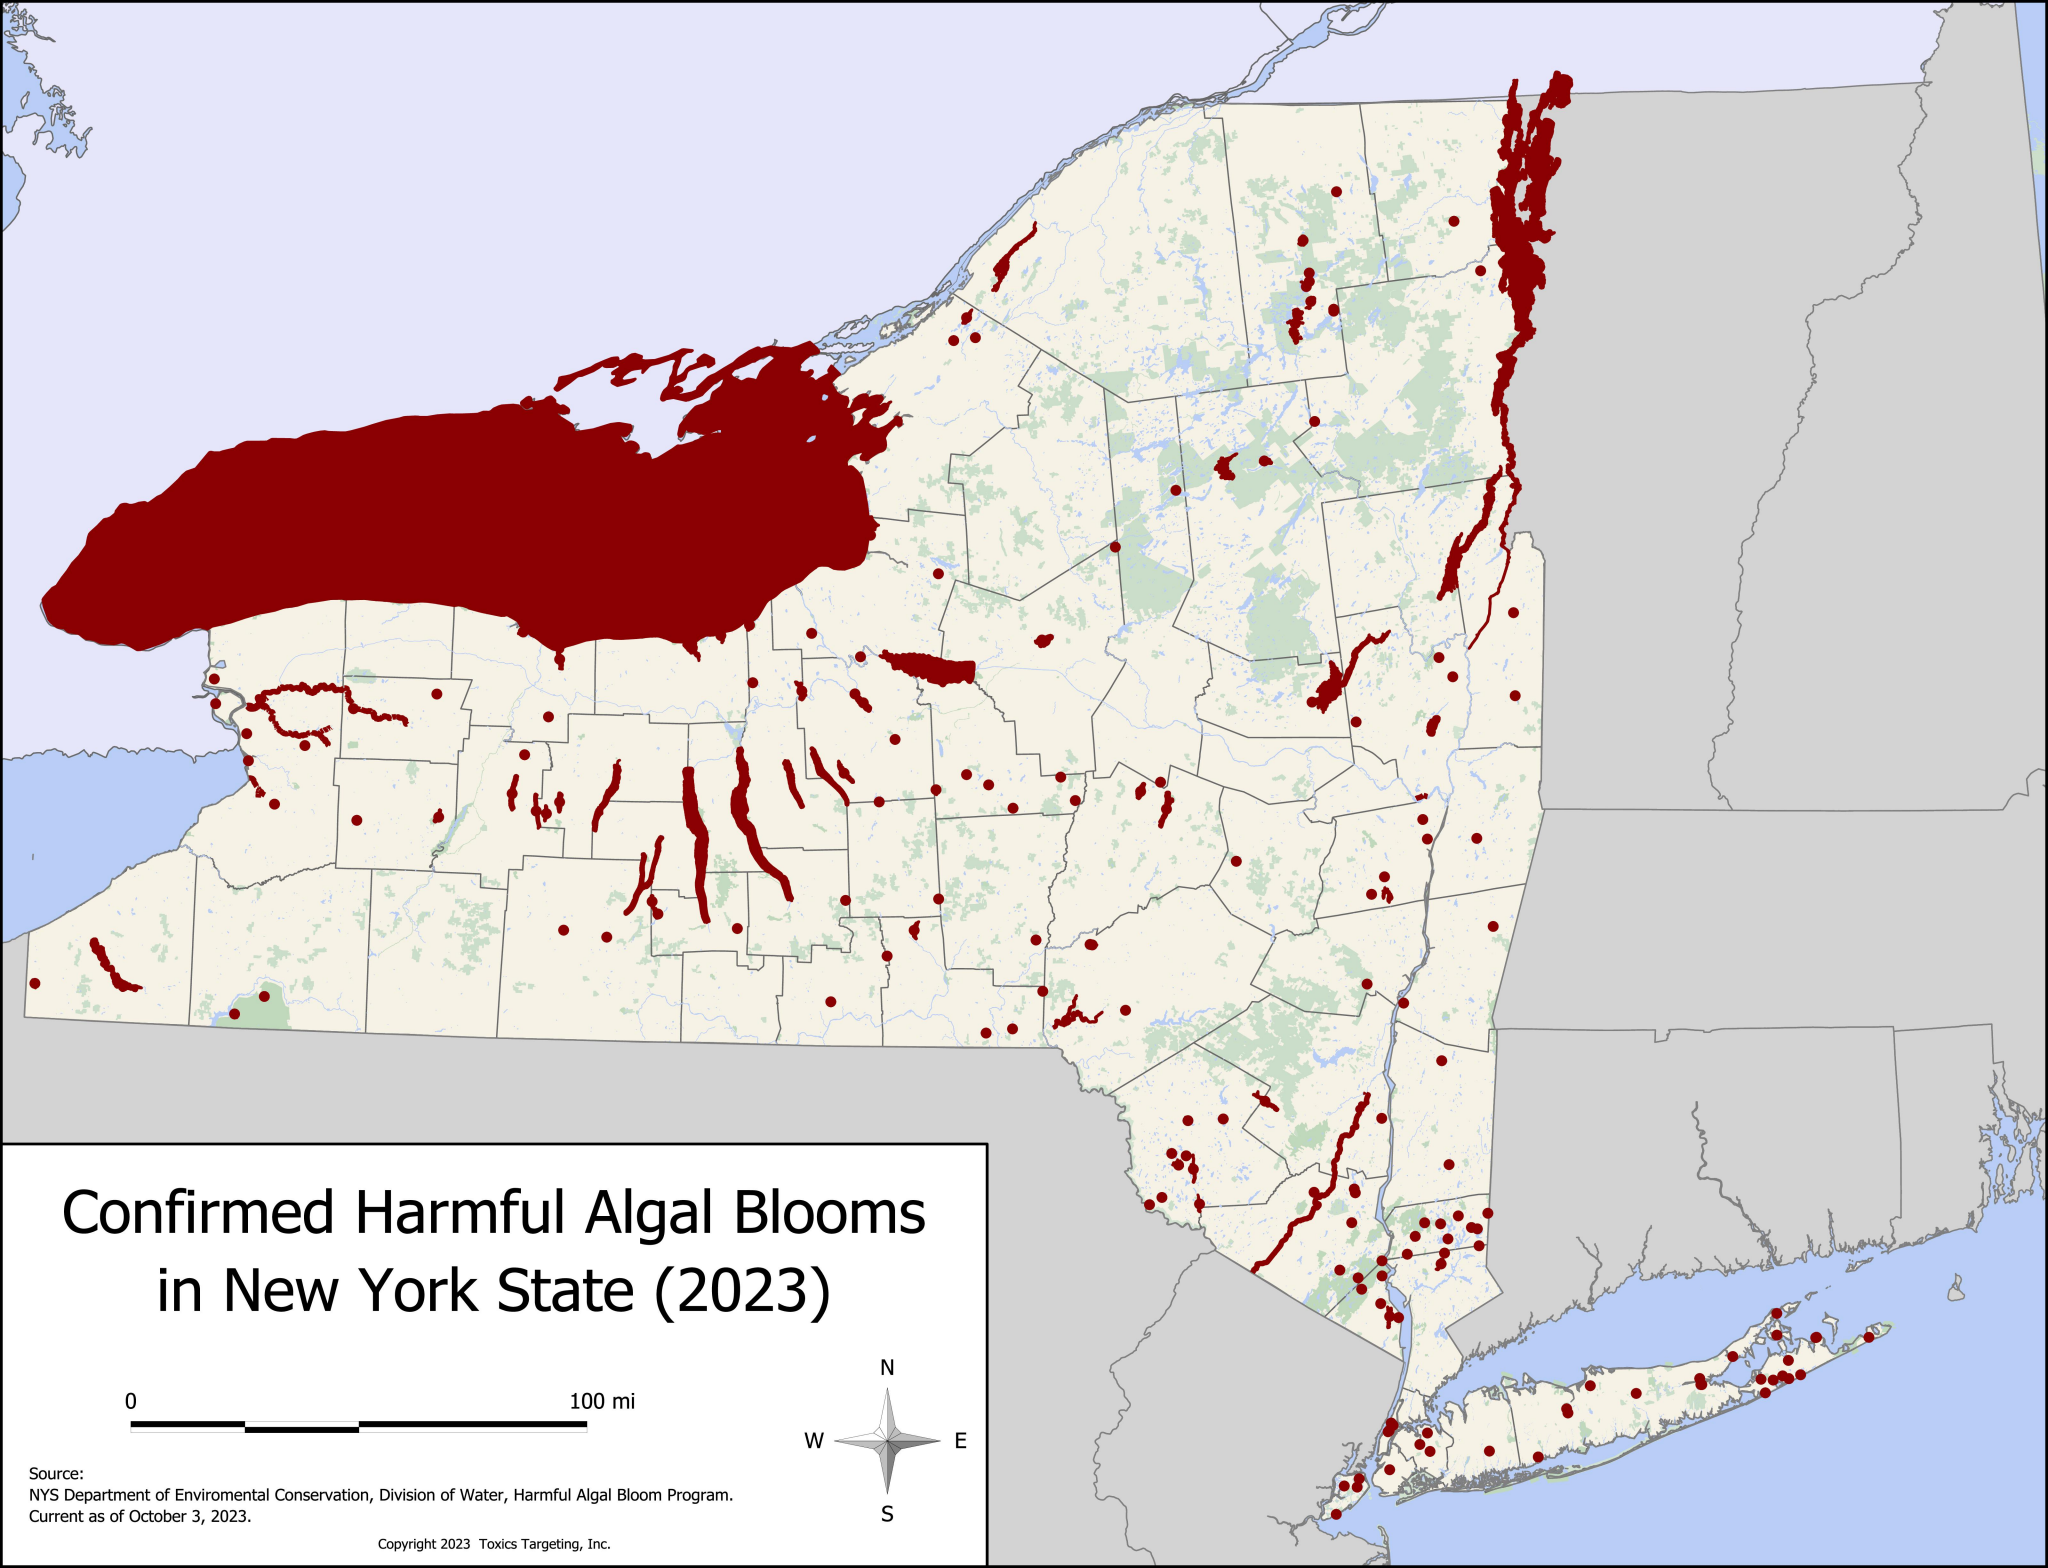 Confirmed Harmful Algal Blooms
in New York State (2023)
0 100 mi
N
W E
S
Source:
NYS Department of Enviromental Conservation, Division of Water, Harmful Algal Bloom Program.
Current as of October 3, 2023.
Copyright 2023 Toxics Targeting, Inc.